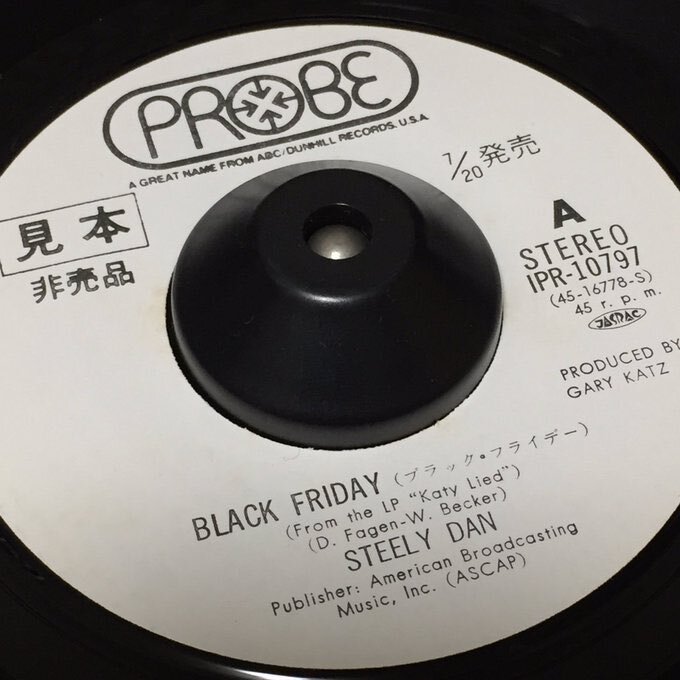 PROBE
A GREAT NAME FROM ABC/DUNHILL RECORDS. U.S.A.
見本
非売品
7/20発売
A
STEREO
IPR-10797
(45-16778-S)
45 r. p. m.
JASRAC
PRODUCED BY
GARY KATZ
BLACK FRIDAY (ブラック・フライデー)
(From the LP "Katy Lied")
(D. Fagen-W. Becker)
STEELY DAN
Publisher: American Broadcasting
Music, Inc. (ASCAP)